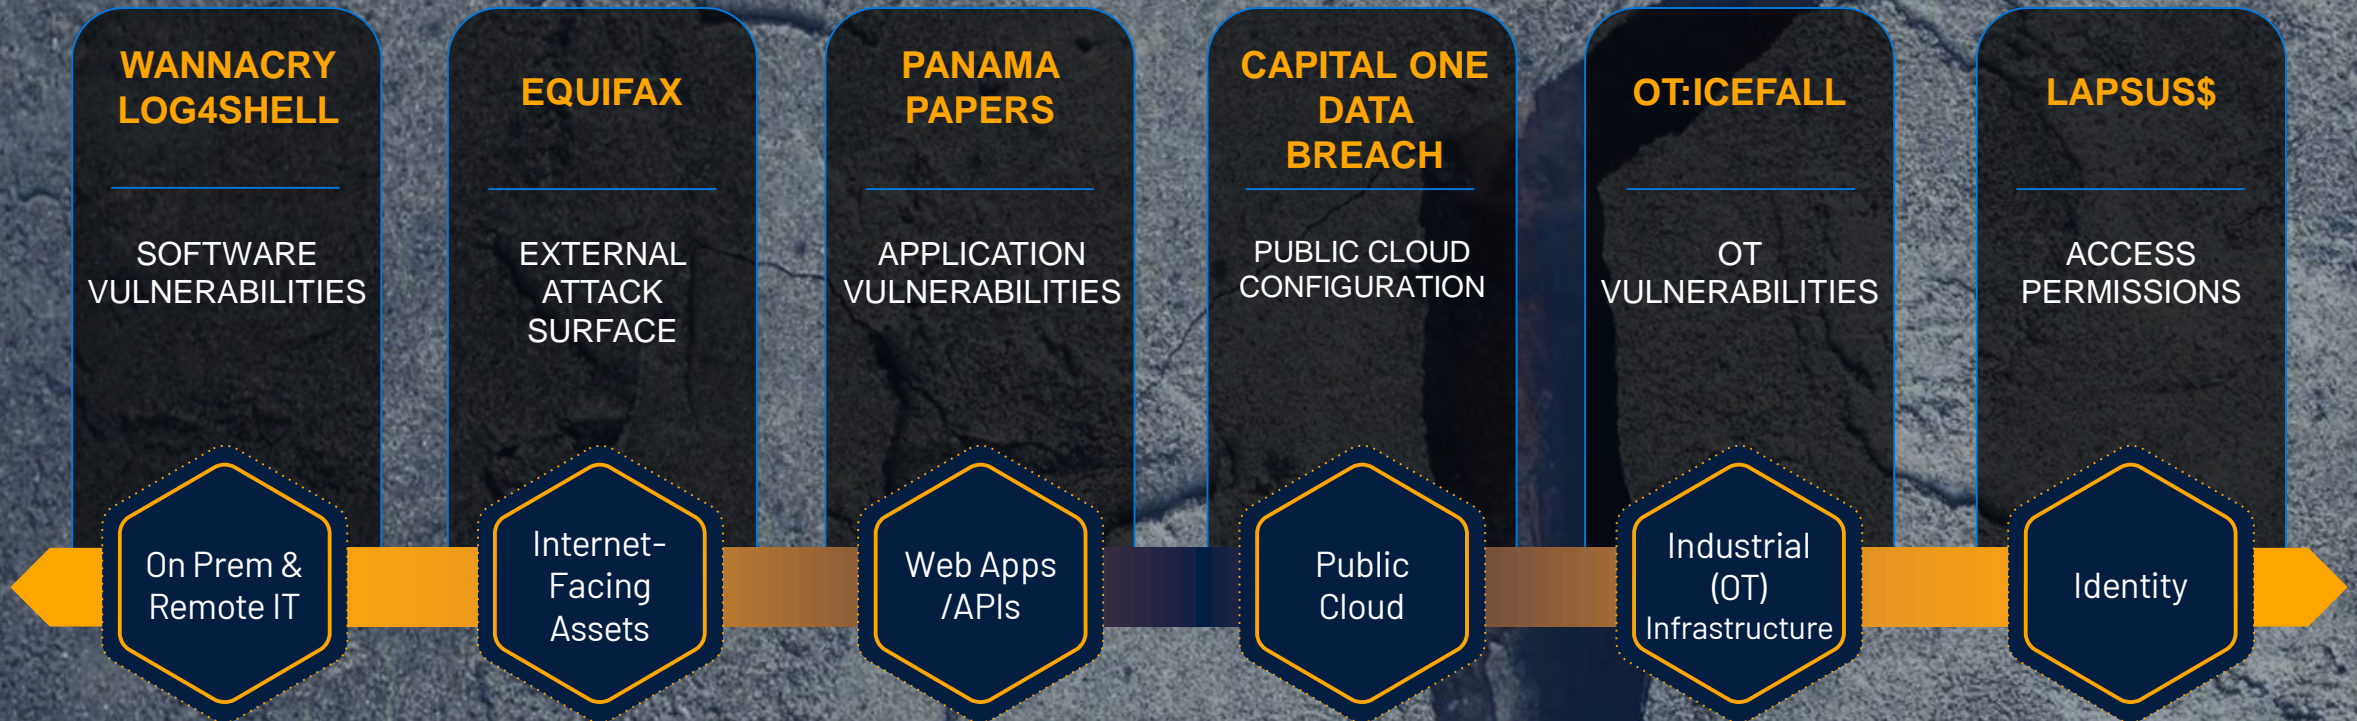 WANNACRY
LOG4SHELL
SOFTWARE
VULNERABILITIES
On Prem &
Remote IT
EQUIFAX
EXTERNAL
ATTACK
SURFACE
Internet-
Facing
Assets
PANAMA
PAPERS
APPLICATION
VULNERABILITIES
Web Apps
/APIs
CAPITAL ONE
DATA
BREACH
PUBLIC CLOUD
CONFIGURATION
Public
Cloud
OT:ICEFALL
OT
VULNERABILITIES
Industrial
(OT)
Infrastructure
LAPSUS$
ACCESS
PERMISSIONS
Identity